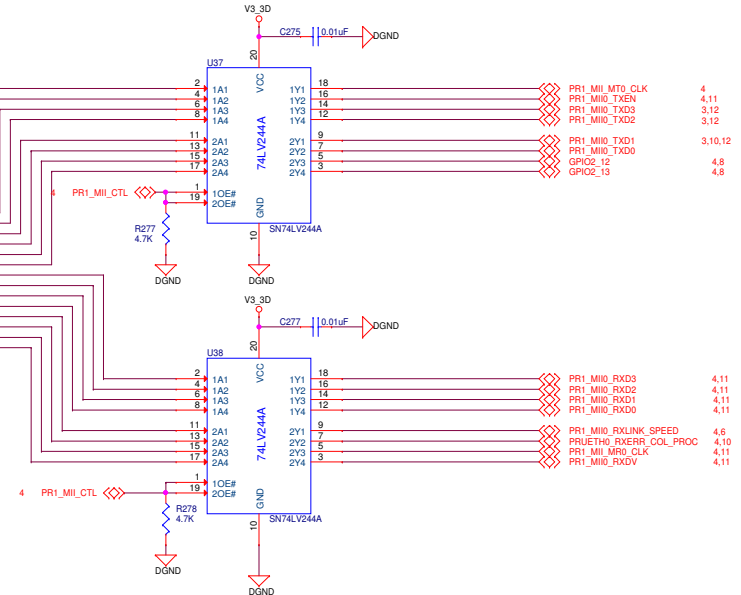 V3_3D
C275 0.01uF
DGND
20
U37
VCC
2 1A1 1Y1 18 PR1_MII_MT0_CLK 4
4 1A2 1Y2 16 PR1_MII0_TXEN 4,11
6 1A3 1Y3 14 PR1_MII0_TXD3 3,12
8 1A4 1Y4 12 PR1_MII0_TXD2 3,12
74LV244A
11 2A1 2Y1 9 PR1_MII0_TXD1 3,10,12
13 2A2 2Y2 7 PR1_MII0_TXD0
15 2A3 2Y3 5 GPIO2_12 4,8
17 2A4 2Y4 3 GPIO2_13 4,8
4 PR1_MII_CTL 1 1OE#
19 2OE#
GND
R277
4.7K
SN74LV244A
10
DGND DGND
V3_3D
C277 0.01uF
DGND
20
U38
VCC
2 1A1 1Y1 18 PR1_MII0_RXD3 4,11
4 1A2 1Y2 16 PR1_MII0_RXD2 4,11
6 1A3 1Y3 14 PR1_MII0_RXD1 4,11
8 1A4 1Y4 12 PR1_MII0_RXD0 4,11
74LV244A
11 2A1 2Y1 9 PR1_MII0_RXLINK_SPEED 4,6
13 2A2 2Y2 7 PRUETH0_RXERR_COL_PROC 4,10
15 2A3 2Y3 5 PR1_MII_MR0_CLK 4,11
17 2A4 2Y4 3 PR1_MII0_RXDV 4,11
1 1OE#
4 PR1_MII_CTL 19 2OE#
GND
R278
4.7K
SN74LV244A
10
DGND
DGND